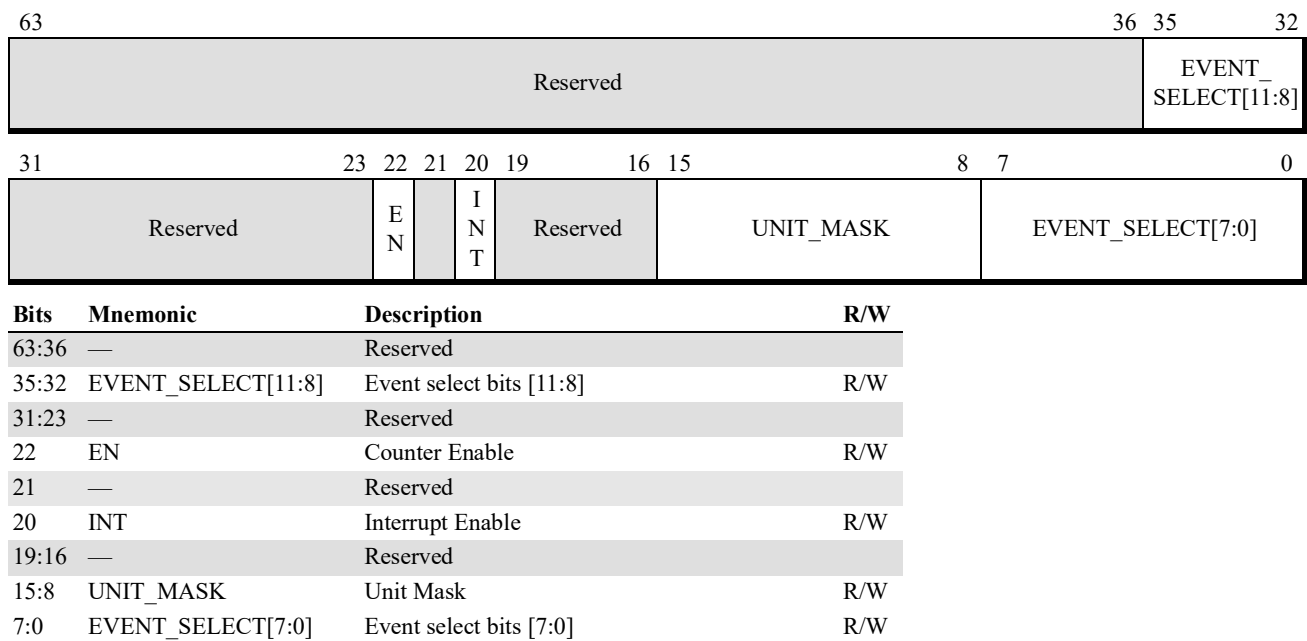 63 36 35 32
Reserved EVENT_
SELECT[11:8]
31 23 22 21 20 19 16 15 8 7 0
Reserved E
N I
N
T Reserved UNIT_MASK EVENT_SELECT[7:0]
Bits Mnemonic Description R/W
63:36 — Reserved
35:32 EVENT_SELECT[11:8] Event select bits [11:8] R/W
31:23 — Reserved
22 EN Counter Enable R/W
21 — Reserved
20 INT Interrupt Enable R/W
19:16 — Reserved
15:8 UNIT_MASK Unit Mask R/W
7:0 EVENT_SELECT[7:0] Event select bits [7:0] R/W